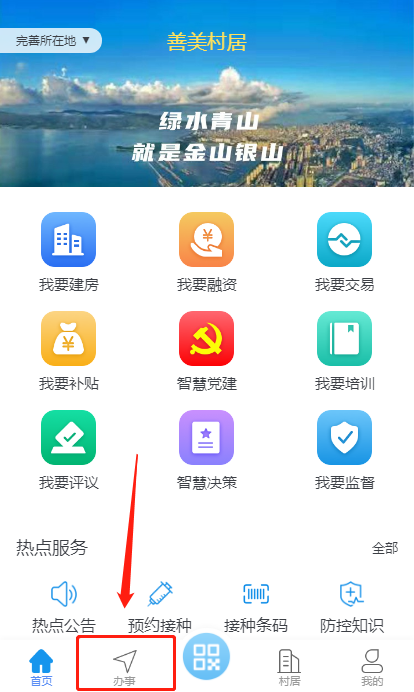 完善所在地 ▼
善美村居
绿水青山
就是金山银山
我要建房
我要融资
我要交易
我要补贴
智慧党建
我要培训
我要评议
智慧决策
我要监督
热点服务
全部
热点公告
预约接种
接种条码
防控知识
首页
办事
村居
我的